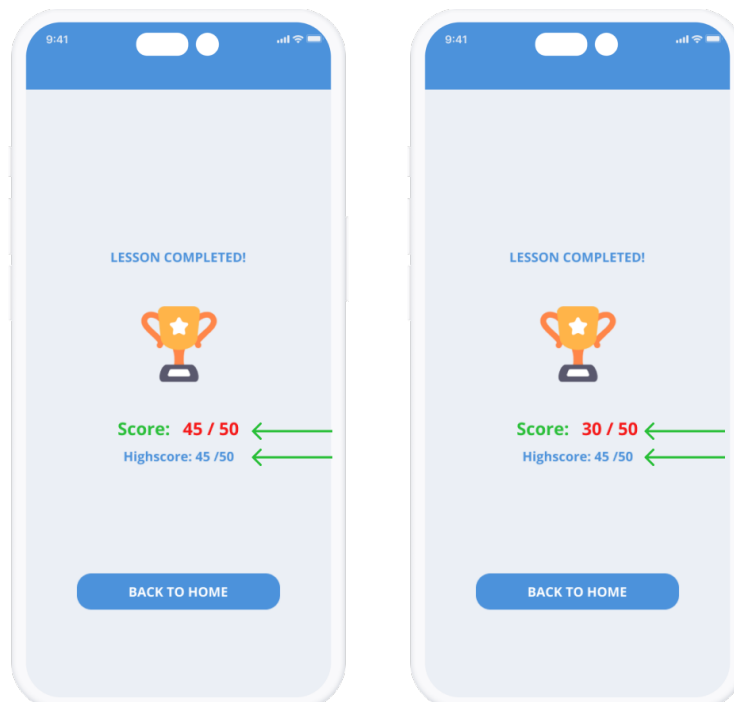 9:41
LESSON COMPLETED!
Score: 45 / 50
Highscore: 45 /50
BACK TO HOME
9:41
LESSON COMPLETED!
Score: 30 / 50
Highscore: 45 /50
BACK TO HOME